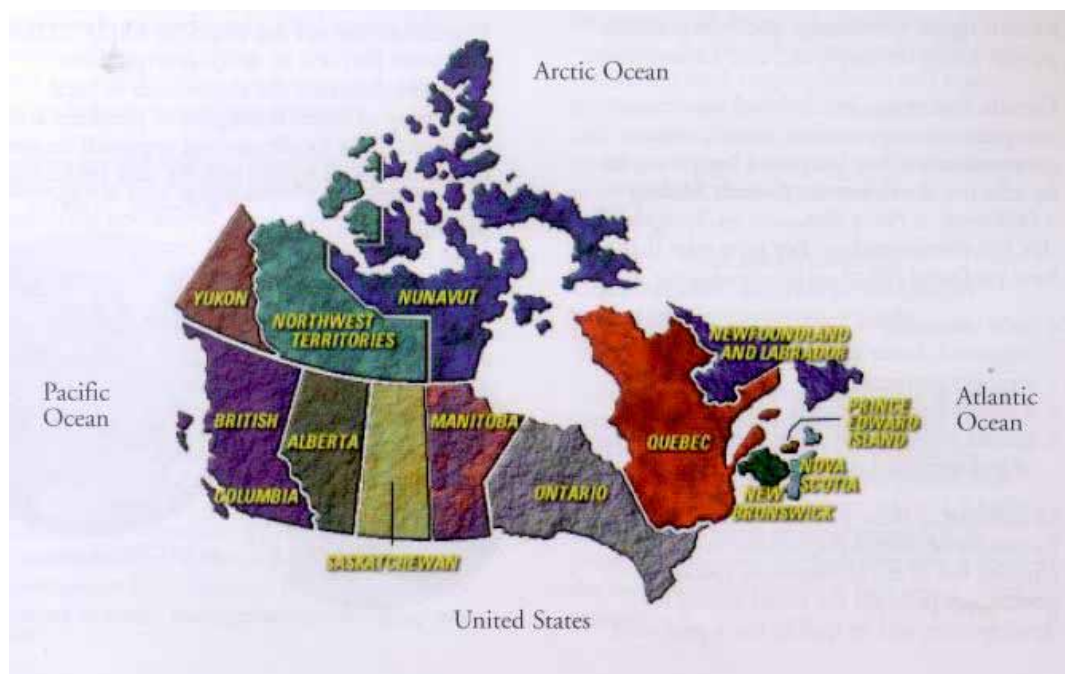 Arctic Ocean
YUKON
NORTHWEST
TERRITORIES
NUNAVUT
NEWFOUNDLAND
AND LABRADOR
Pacific
Ocean
BRITISH
COLUMBIA
ALBERTA
MANITOBA
SASKATCHEWAN
ONTARIO
QUEBEC
Atlantic
Ocean
PRINCE
EDWARD
ISLAND
NOVA
SCOTIA
NEW
BRUNSWICK
United States